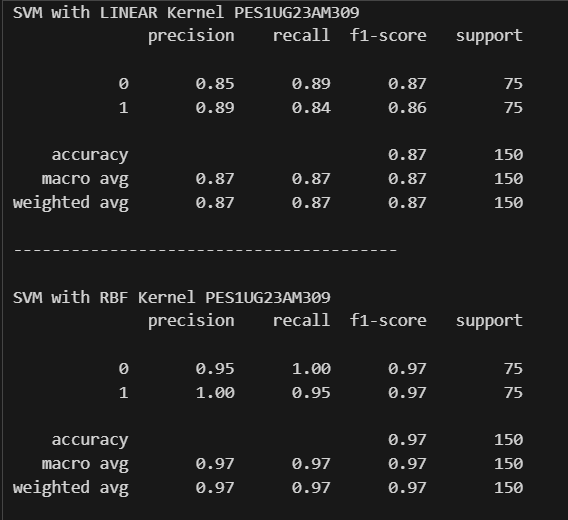 SVM with LINEAR Kernel PES1UG23AM309
              precision    recall  f1-score   support

           0       0.85      0.89      0.87        75
           1       0.89      0.84      0.86        75

    accuracy                           0.87       150
   macro avg       0.87      0.87      0.87       150
weighted avg       0.87      0.87      0.87       150

----------------------------------------

SVM with RBF Kernel PES1UG23AM309
              precision    recall  f1-score   support

           0       0.95      1.00      0.97        75
           1       1.00      0.95      0.97        75

    accuracy                           0.97       150
   macro avg       0.97      0.97      0.97       150
weighted avg       0.97      0.97      0.97       150